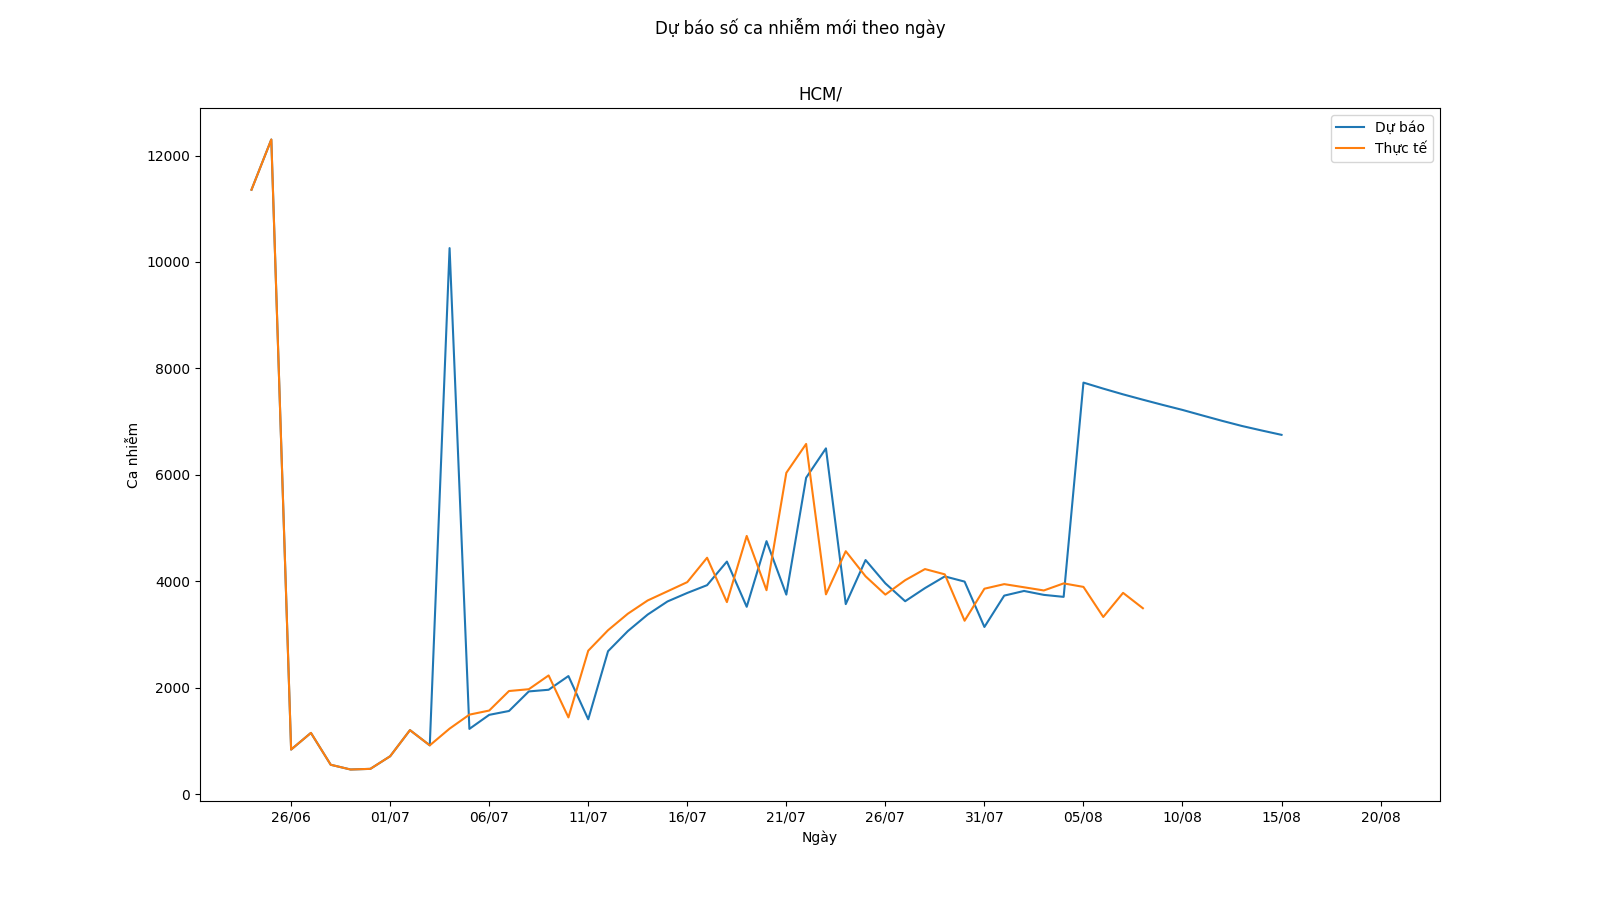 Dự báo số ca nhiễm mới theo ngày
HCM/
Dự báo
Thực tế
12000
10000
8000
6000
4000
2000
0
Ca nhiễm
26/06 01/07 06/07 11/07 16/07 21/07 26/07 31/07 05/08 10/08 15/08 20/08
Ngày